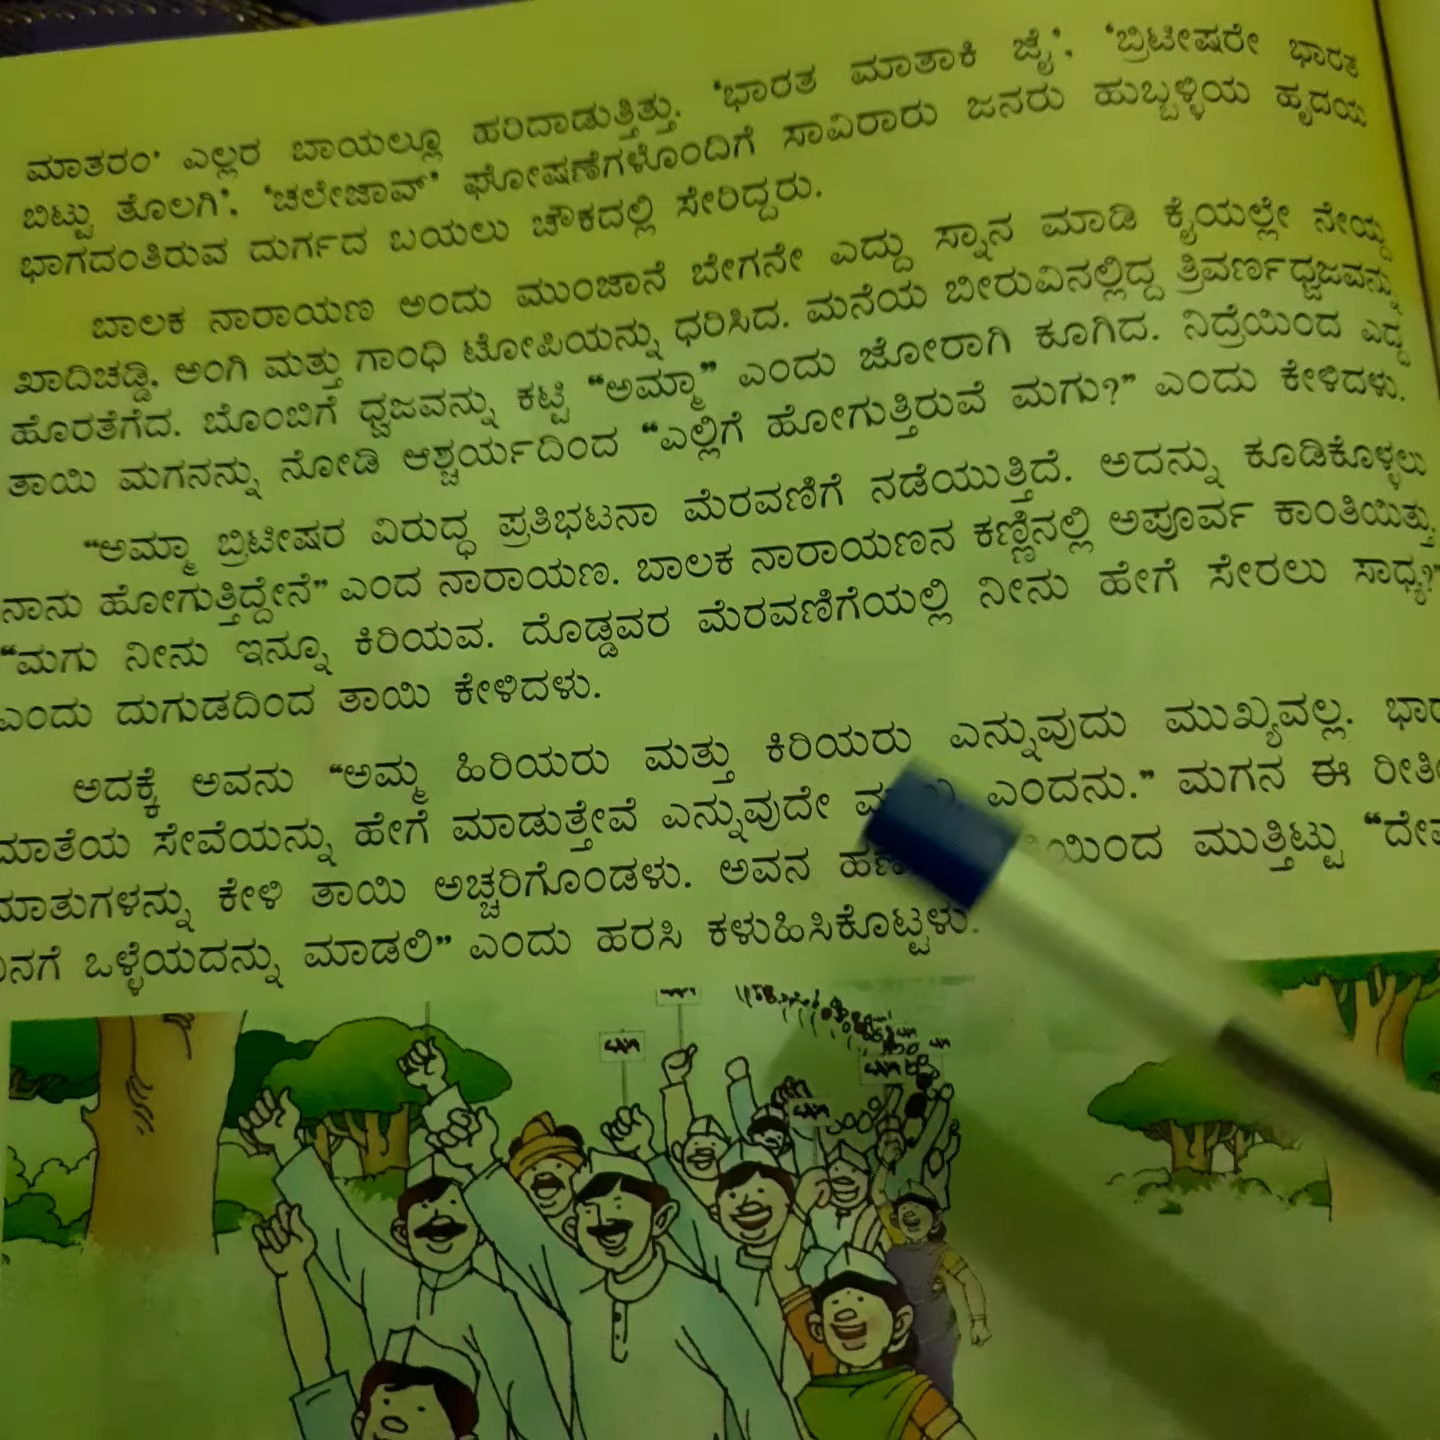 ಮಾತರಂ' ಎಲ್ಲರ ಬಾಯಲ್ಲೂ ಹರಿದಾಡುತ್ತಿತ್ತು. 'ಭಾರತ ಮಾತಾಕಿ ಜೈ', 'ಬ್ರಿಟೀಷರೇ ಭಾರತ
ಬಿಟ್ಟು ತೊಲಗಿ', 'ಚಲೇಜಾವ್' ಘೋಷಣೆಗಳೊಂದಿಗೆ ಸಾವಿರಾರು ಜನರು ಹುಬ್ಬಳ್ಳಿಯ ಹೃದಯ
ಭಾಗದಂತಿರುವ ದುರ್ಗದ ಬಯಲು ಚೌಕದಲ್ಲಿ ಸೇರಿದ್ದರು.
ಬಾಲಕ ನಾರಾಯಣ ಅಂದು ಮುಂಜಾನೆ ಬೇಗನೇ ಎದ್ದು ಸ್ನಾನ ಮಾಡಿ ಕೈಯಲ್ಲೇ ನೇಯ್ದ
ಖಾದಿಚಡ್ಡಿ, ಅಂಗಿ ಮತ್ತು ಗಾಂಧಿ ಟೋಪಿಯನ್ನು ಧರಿಸಿದ. ಮನೆಯ ಬೀರುವಿನಲ್ಲಿದ್ದ ತ್ರಿವರ್ಣಧ್ವಜವನ್ನು
ಹೊರತೆಗೆದ. ಬೊಂಬಿಗೆ ಧ್ವಜವನ್ನು ಕಟ್ಟಿ "ಅಮ್ಮಾ" ಎಂದು ಜೋರಾಗಿ ಕೂಗಿದ. ನಿದ್ರೆಯಿಂದ ಎದ್ದ
ತಾಯಿ ಮಗನನ್ನು ನೋಡಿ ಆಶ್ಚರ್ಯದಿಂದ "ಎಲ್ಲಿಗೆ ಹೋಗುತ್ತಿರುವೆ ಮಗು?" ಎಂದು ಕೇಳಿದಳು.
"ಅಮ್ಮಾ ಬ್ರಿಟೀಷರ ವಿರುದ್ಧ ಪ್ರತಿಭಟನಾ ಮೆರವಣಿಗೆ ನಡೆಯುತ್ತಿದೆ. ಅದನ್ನು ಕೂಡಿಕೊಳ್ಳಲು
ನಾನು ಹೋಗುತ್ತಿದ್ದೇನೆ" ಎಂದ ನಾರಾಯಣ. ಬಾಲಕ ನಾರಾಯಣನ ಕಣ್ಣಿನಲ್ಲಿ ಅಪೂರ್ವ ಕಾಂತಿಯಿತ್ತು.
"ಮಗು ನೀನು ಇನ್ನೂ ಕಿರಿಯವ. ದೊಡ್ಡವರ ಮೆರವಣಿಗೆಯಲ್ಲಿ ನೀನು ಹೇಗೆ ಸೇರಲು ಸಾಧ್ಯ?"
ಎಂದು ದುಗುಡದಿಂದ ತಾಯಿ ಕೇಳಿದಳು.
ಅದಕ್ಕೆ ಅವನು "ಅಮ್ಮ ಹಿರಿಯರು ಮತ್ತು ಕಿರಿಯರು ಎನ್ನುವುದು ಮುಖ್ಯವಲ್ಲ. ಭಾರ
ಮಾತೆಯ ಸೇವೆಯನ್ನು ಹೇಗೆ ಮಾಡುತ್ತೇವೆ ಎನ್ನುವುದೇ ಎಂದನು." ಮಗನ ಈ ರೀತಿ
ಮಾತುಗಳನ್ನು ಕೇಳಿ ತಾಯಿ ಅಚ್ಚರಿಗೊಂಡಳು. ಅವನ ಯಿಂದ ಮುತ್ತಿಟ್ಟು "ದೇವ
ನಿನಗೆ ಒಳ್ಳೆಯದನ್ನು ಮಾಡಲಿ" ಎಂದು ಹರಸಿ ಕಳುಹಿಸಿಕೊಟ್ಟಳು.